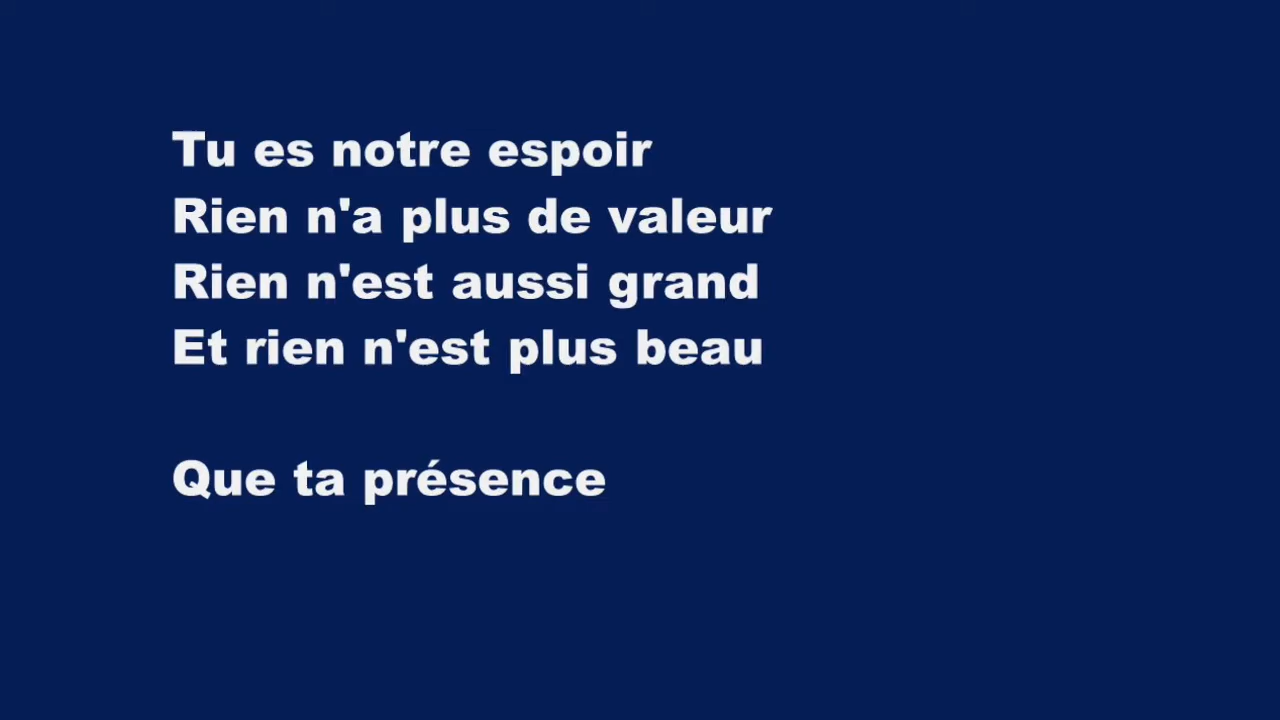 Tu es notre espoir
Rien n'a plus de valeur
Rien n'est aussi grand
Et rien n'est plus beau
Que ta présence